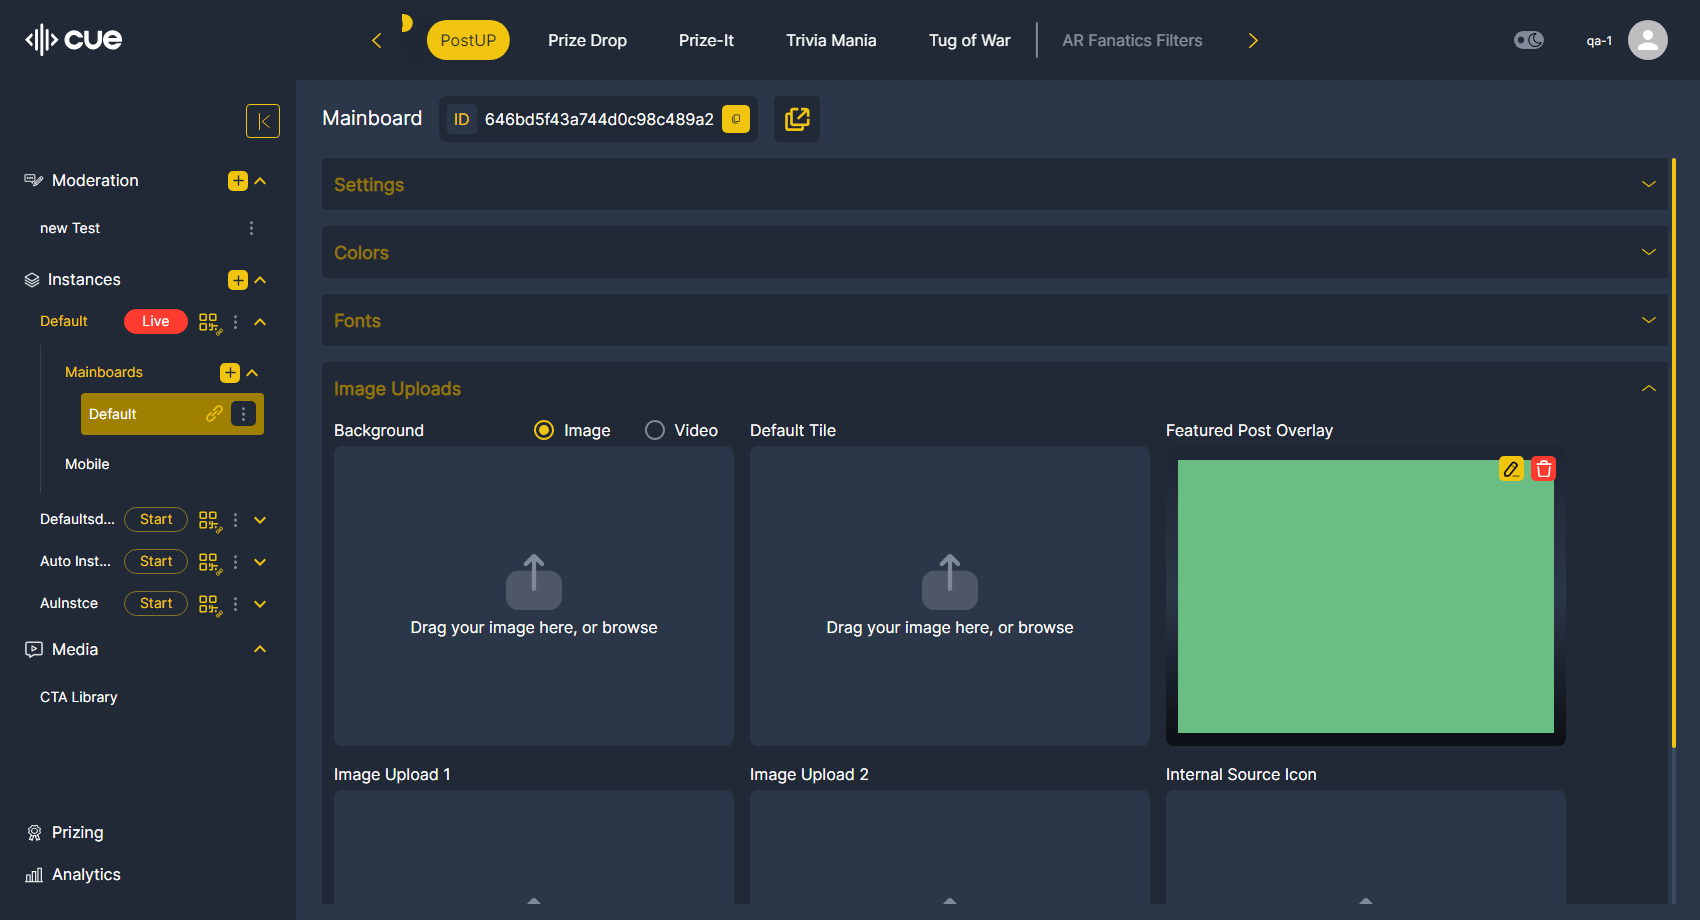 cue
PostUP
Prize Drop
Prize-It
Trivia Mania
Tug of War
AR Fanatics Filters
qa-1
Mainboard
ID
646bd5f43a744d0c98c489a2
Moderation
new Test
Instances
Default
Live
Mainboards
Default
Mobile
Defaultsd...
Start
Auto Inst...
Start
AuInstce
Start
Media
CTA Library
Prizing
Analytics
Settings
Colors
Fonts
Image Uploads
Background
Image
Video
Default Tile
Featured Post Overlay
Drag your image here, or browse
Drag your image here, or browse
Image Upload 1
Image Upload 2
Internal Source Icon